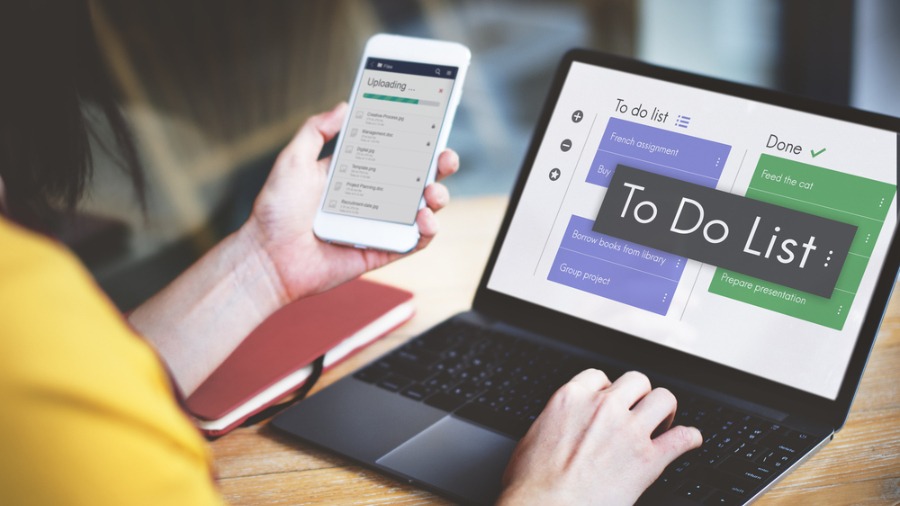 Files
Uploading ...
Creative Process.jpg
Management.doc
Digital.jpg
Template.png
Project Planning.doc
Recruitment data.jpg
To do list
French assignment
Buy
Borrow books from library
Group project
Done
Feed the cat
Prepare presentation
To Do List